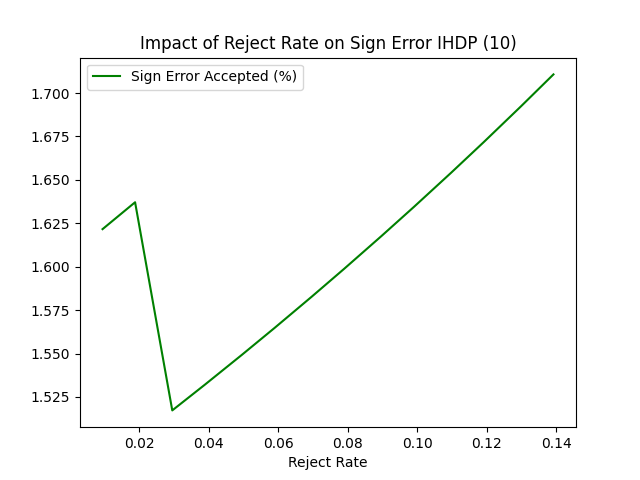 Impact of Reject Rate on Sign Error IHDP (10)
Sign Error Accepted (%)
1.700
1.675
1.650
1.625
1.600
1.575
1.550
1.525
0.02 0.04 0.06 0.08 0.10 0.12 0.14
Reject Rate